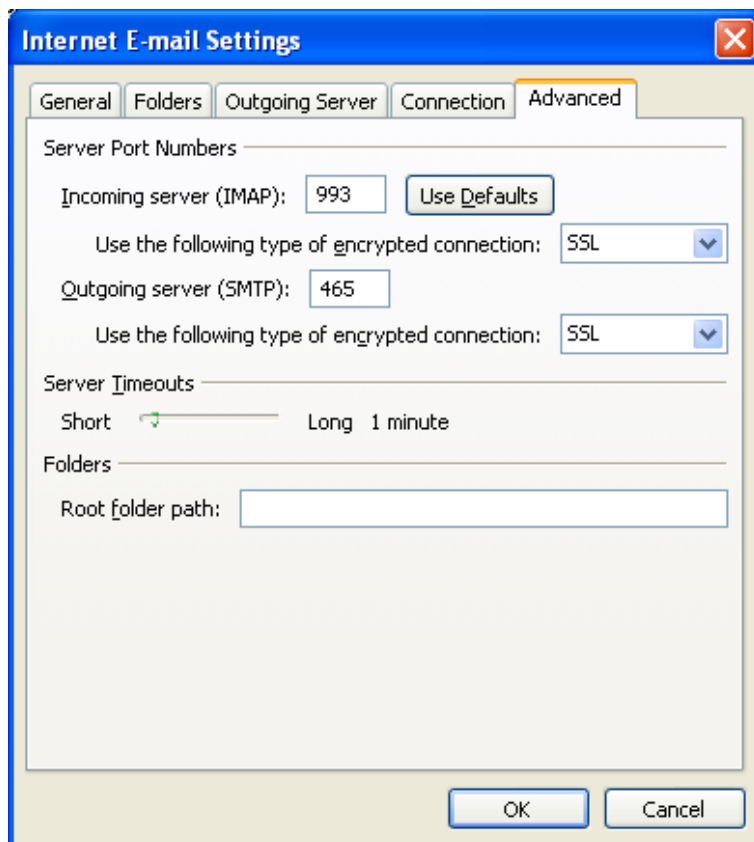 Internet E-mail Settings
General Folders Outgoing Server Connection Advanced
Server Port Numbers
Incoming server (IMAP): 993 Use Defaults
Use the following type of encrypted connection: SSL
Outgoing server (SMTP): 465
Use the following type of encrypted connection: SSL
Server Timeouts
Short Long 1 minute
Folders
Root folder path:
OK Cancel